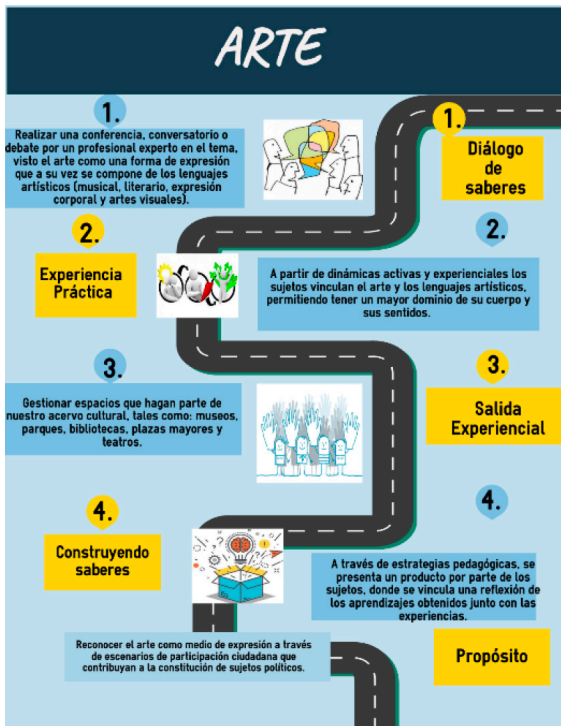 ARTE
1.
Realizar una conferencia, conversatorio o
debate por un profesional experto en el tema,
visto el arte como una forma de expresión
que a su vez se compone de los lenguajes
artísticos (musical, literario, expresión
corporal y artes visuales).
1.
Diálogo
de
saberes
2.
Experiencia
Práctica
2.
A partir de dinámicas activas y experienciales los
sujetos vinculan el arte y los lenguajes artísticos,
permitiendo tener un mayor dominio de su cuerpo y
sus sentidos.
3.
Gestionar espacios que hagan parte de
nuestro acervo cultural, tales como: museos,
parques, bibliotecas, plazas mayores y
teatros.
3.
Salida
Experiencial
4.
Construyendo
saberes
4.
A través de estrategias pedagógicas, se
presenta un producto por parte de los
sujetos, donde se vincula una reflexión de
los aprendizajes obtenidos junto con las
experiencias.
Reconocer el arte como medio de expresión a través
de escenarios de participación ciudadana que
contribuyan a la constitución de sujetos políticos.
Propósito